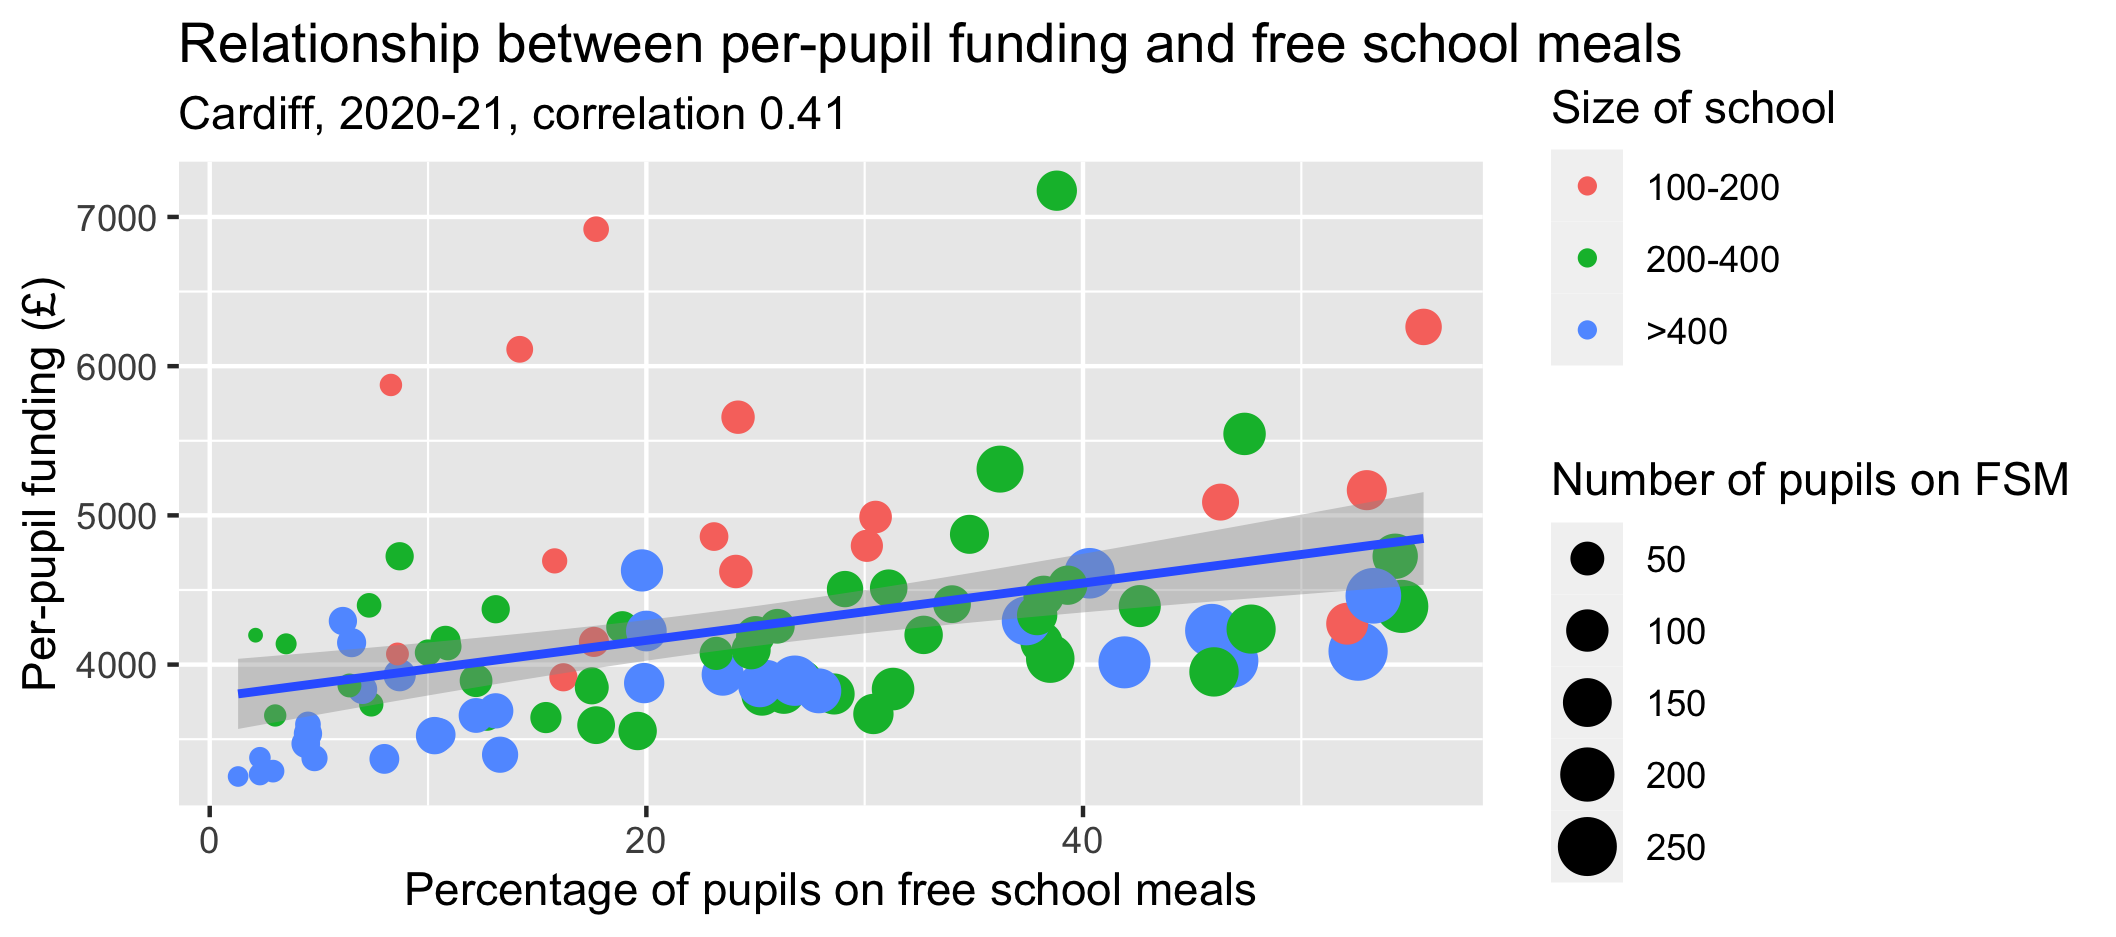 Relationship between per-pupil funding and free school meals
Cardiff, 2020-21, correlation 0.41
Per-pupil funding (£)
7000
6000
5000
4000
0
20
40
Percentage of pupils on free school meals
Size of school
100-200
200-400
>400
Number of pupils on FSM
50
100
150
200
250